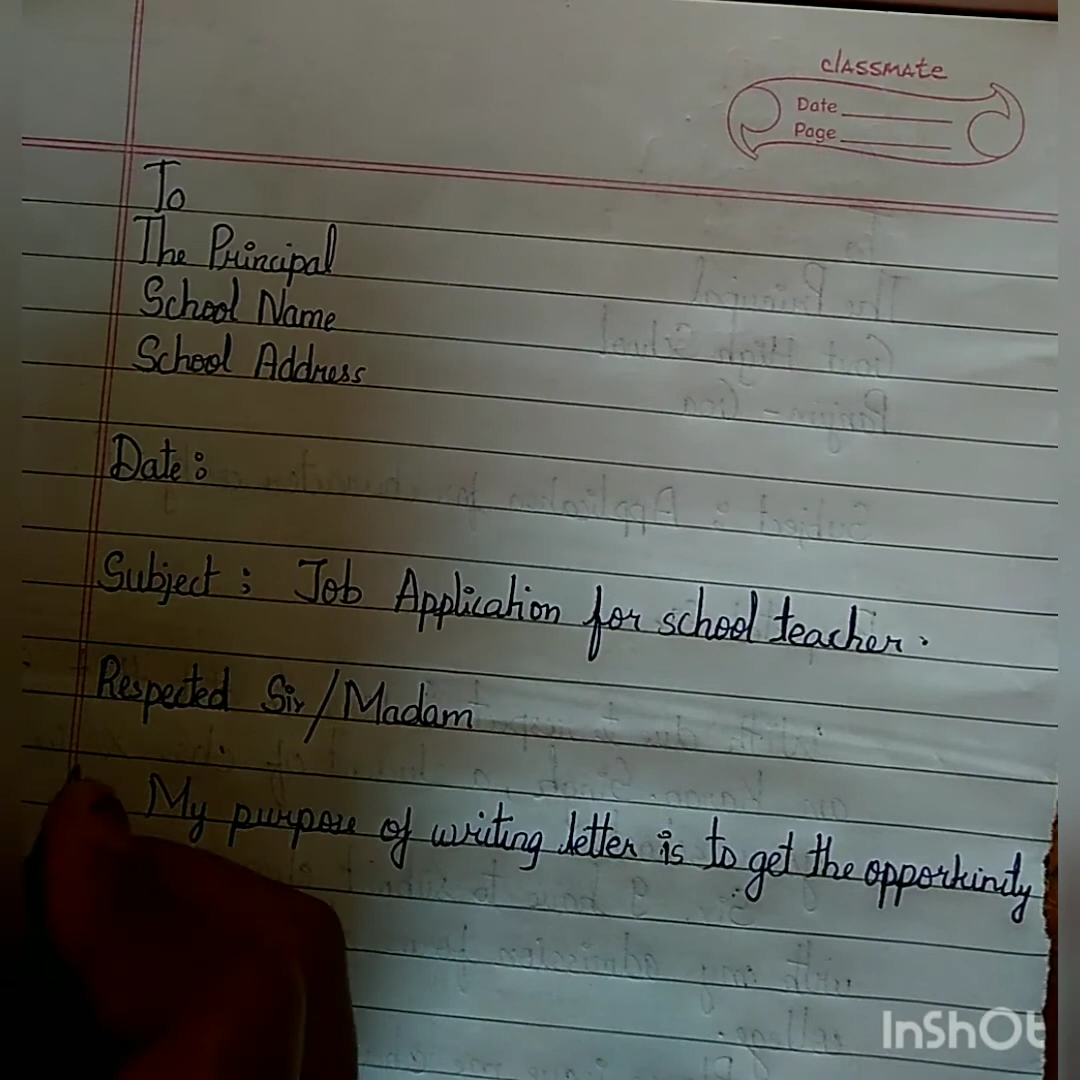 classmate
Date
Page
To
The Principal
School Name
School Address
Date :
Subject : Job Application for school teacher.
Respected Sir/Madam
My purpose of writing letter is to get the opportunity
InShOt